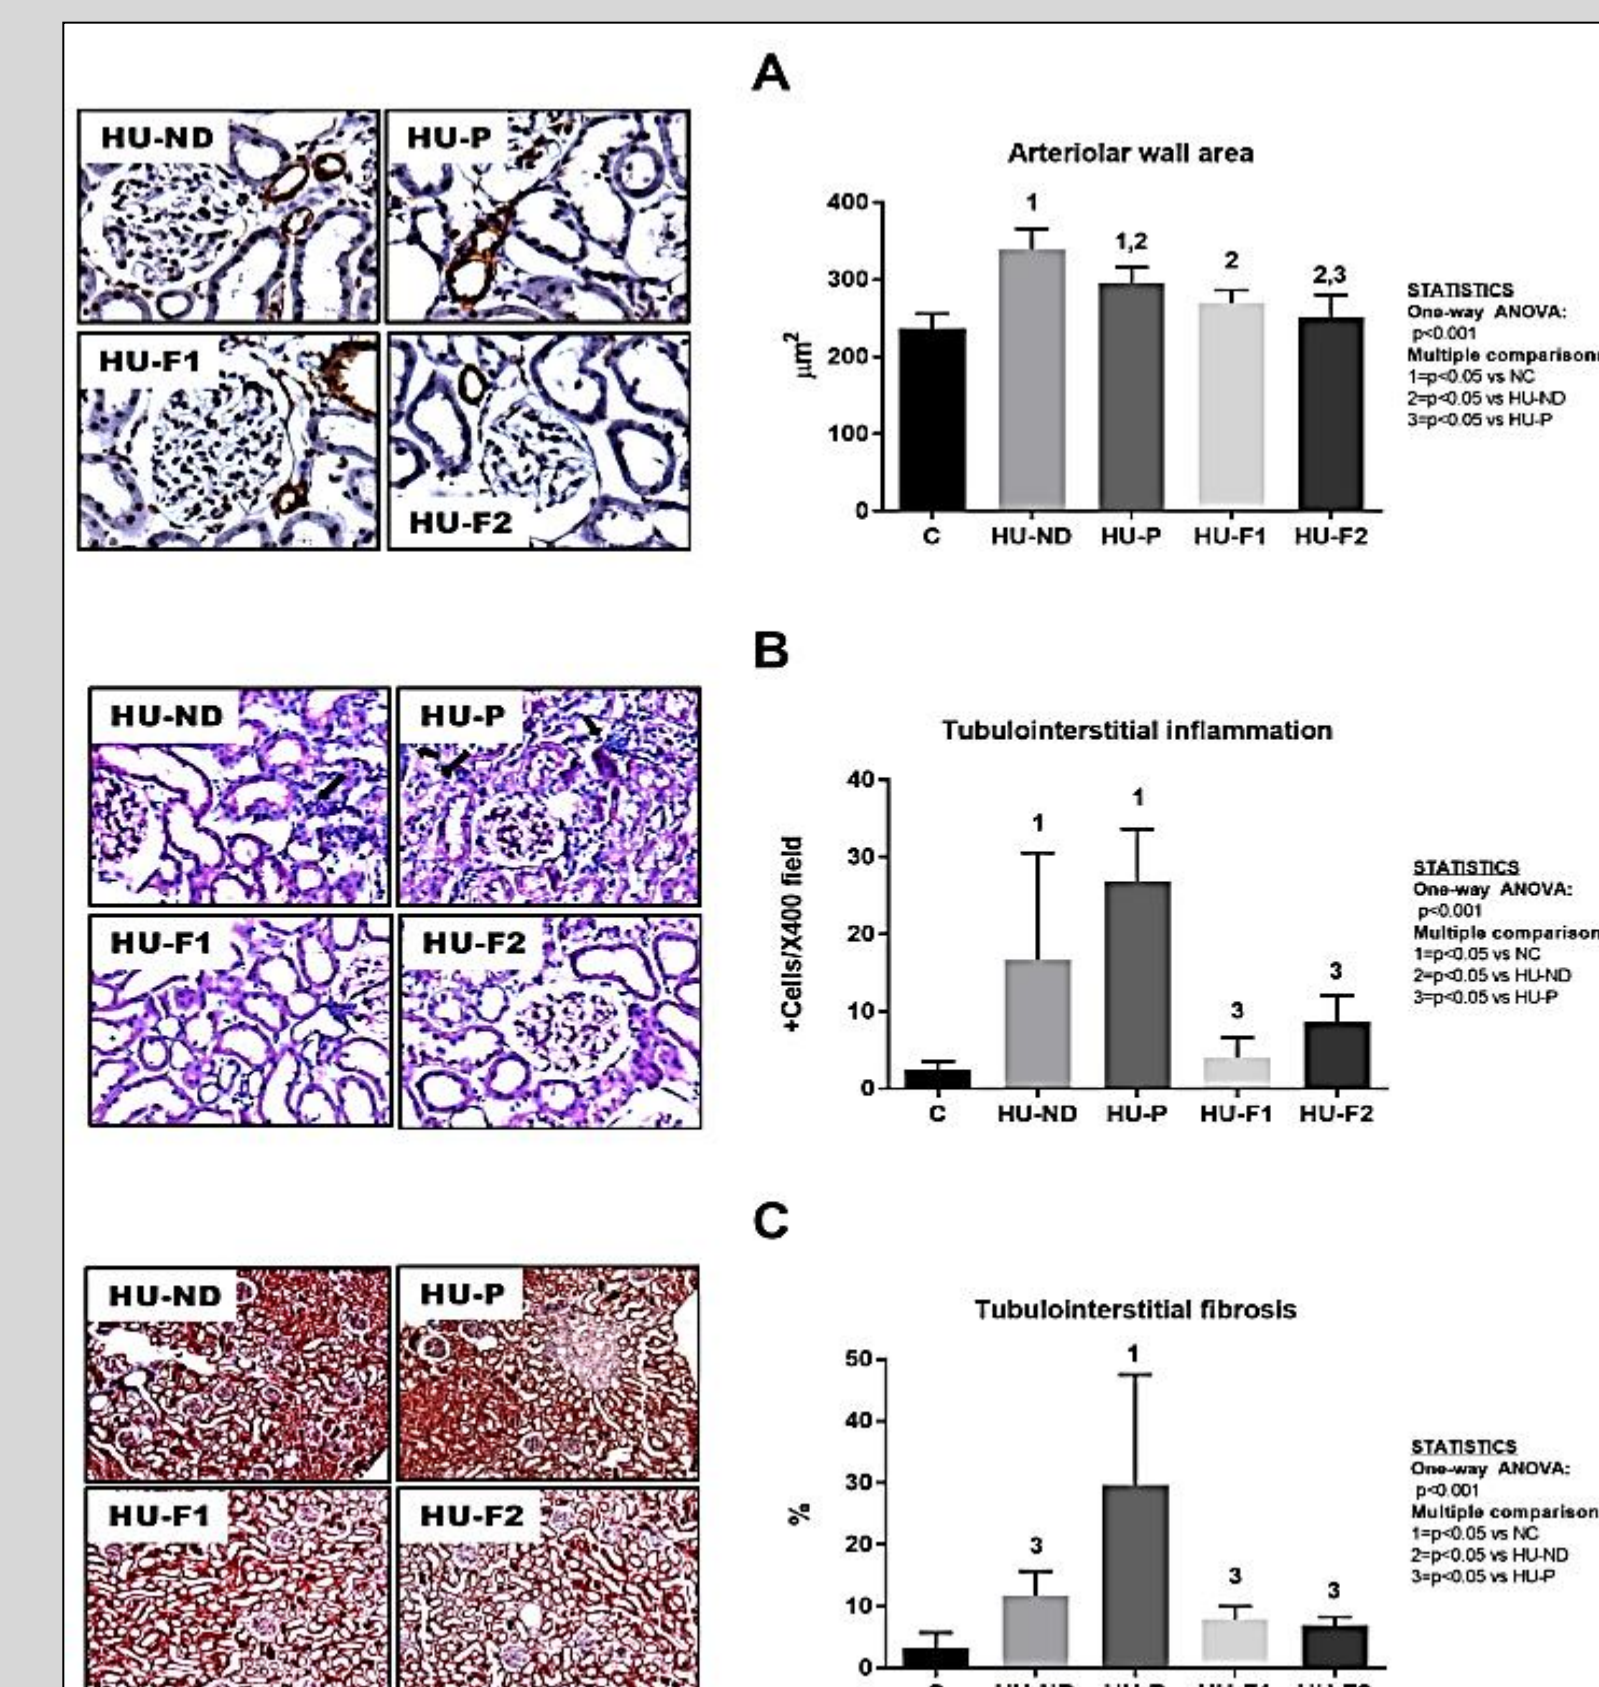 A
HU-ND
HU-P
HU-F1
HU-F2
Arteriolar wall area
µm2
400
300
200
100
0
1
1,2
2
2,3
C HU-ND HU-P HU-F1 HU-F2
STATISTICS
One-way ANOVA:
p<0.001
Multiple comparisons
1=p<0.05 vs NC
2=p<0.05 vs HU-ND
3=p<0.05 vs HU-P
B
HU-ND
HU-P
HU-F1
HU-F2
Tubulointerstitial inflammation
+Cells/X400 field
40
30
20
10
0
1
1
3
3
C HU-ND HU-P HU-F1 HU-F2
STATISTICS
One-way ANOVA:
p<0.001
Multiple comparison
1=p<0.05 vs NC
2=p<0.05 vs HU-ND
3=p<0.05 vs HU-P
C
HU-ND
HU-P
HU-F1
HU-F2
Tubulointerstitial fibrosis
%
50
40
30
20
10
0
3
1
3
3
STATISTICS
One-way ANOVA:
p<0.001
Multiple comparison
1=p<0.05 vs NC
2=p<0.05 vs HU-ND
3=p<0.05 vs HU-P